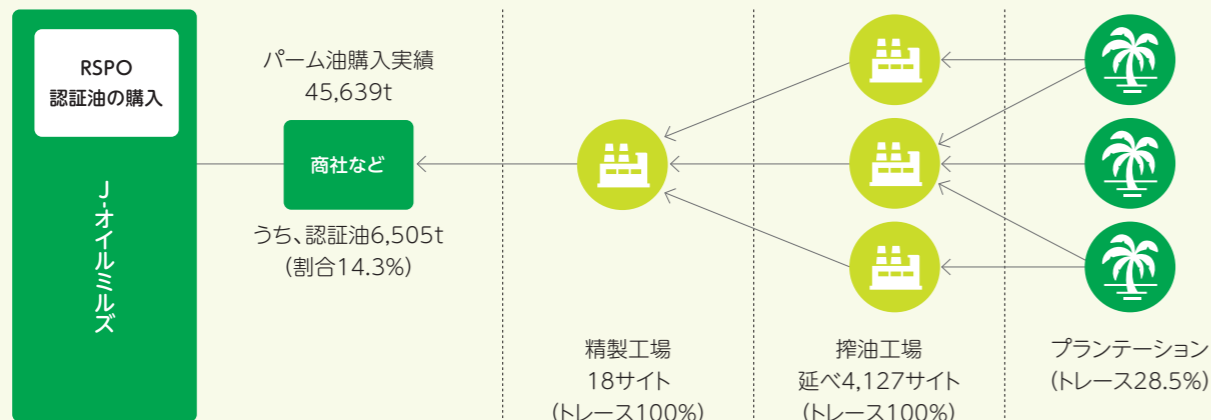 RSPO
認証油の購入
J-オイルミルズ
パーム油購入実績
45,639t
商社など
うち、認証油6,505t
(割合14.3%)
精製工場
18サイト
(トレース100%)
搾油工場
延べ4,127サイト
(トレース100%)
プランテーション
(トレース28.5%)